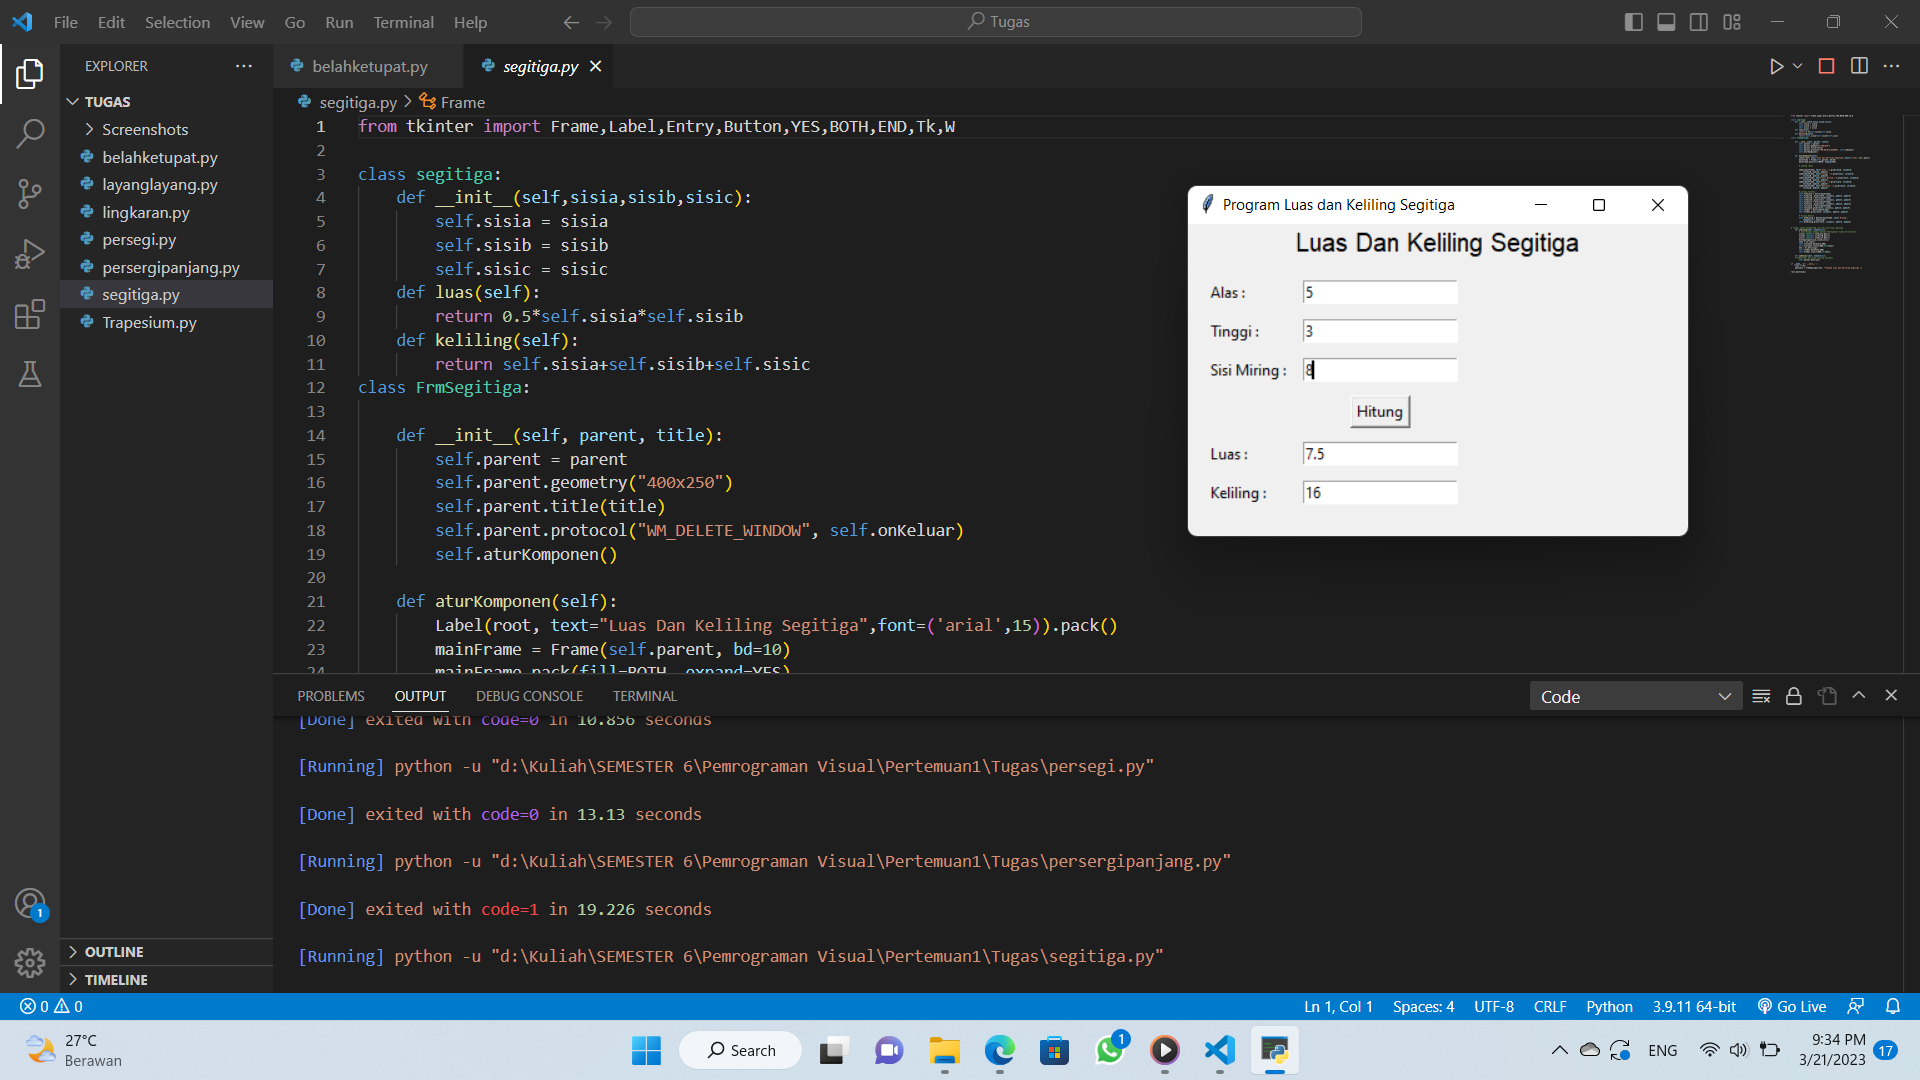 File Edit Selection View Go Run Terminal Help
Tugas
EXPLORER
TUGAS
Screenshots
belahketupat.py
layanglayang.py
lingkaran.py
persegi.py
persergipanjang.py
segitiga.py
Trapesium.py
OUTLINE
TIMELINE
belahketupat.py segitiga.py
segitiga.py > Frame
1 from tkinter import Frame,Label,Entry,Button,YES,BOTH,END,Tk,W
2
3 class segitiga:
4 def __init__(self,sisia,sisib,sisic):
5 self.sisia = sisia
6 self.sisib = sisib
7 self.sisic = sisic
8 def luas(self):
9 return 0.5*self.sisia*self.sisib
10 def keliling(self):
11 return self.sisia+self.sisib+self.sisic
12 class FrmSegitiga:
13
14 def __init__(self, parent, title):
15 self.parent = parent
16 self.parent.geometry("400x250")
17 self.parent.title(title)
18 self.parent.protocol("WM_DELETE_WINDOW", self.onKeluar)
19 self.aturKomponen()
20
21 def aturKomponen(self):
22 Label(root, text="Luas Dan Keliling Segitiga",font=('arial',15)).pack()
23 mainFrame = Frame(self.parent, bd=10)
24 mainFrame.pack(fill=BOTH, expand=YES)
Program Luas dan Keliling Segitiga
Luas Dan Keliling Segitiga
Alas : 5
Tinggi : 3
Sisi Miring : 8
Hitung
Luas : 7.5
Keliling : 16
PROBLEMS OUTPUT DEBUG CONSOLE TERMINAL
Code
[Done] exited with code=0 in 10.856 seconds
[Running] python -u "d:\Kuliah\SEMESTER 6\Pemrograman Visual\Pertemuan1\Tugas\persegi.py"
[Done] exited with code=0 in 13.13 seconds
[Running] python -u "d:\Kuliah\SEMESTER 6\Pemrograman Visual\Pertemuan1\Tugas\persergipanjang.py"
[Done] exited with code=1 in 19.226 seconds
[Running] python -u "d:\Kuliah\SEMESTER 6\Pemrograman Visual\Pertemuan1\Tugas\segitiga.py"
1
0 0
Ln 1, Col 1 Spaces: 4 UTF-8 CRLF Python 3.9.11 64-bit Go Live
27°C
Berawan
Search
1
ENG
9:34 PM
3/21/2023
17